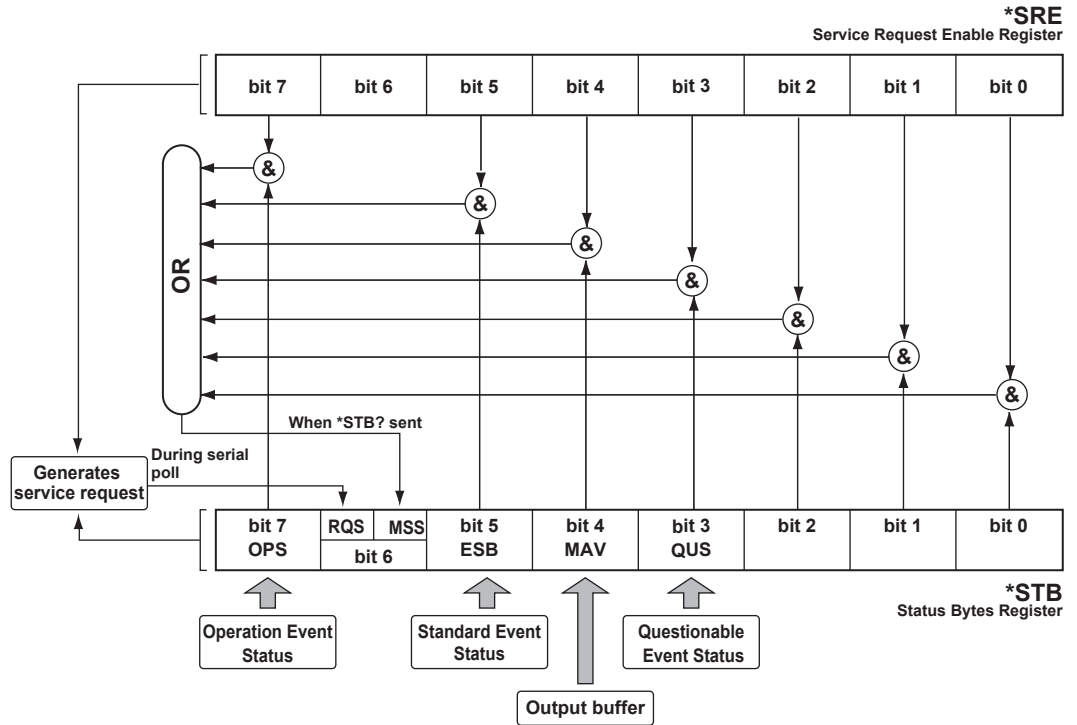 *SRE
Service Request Enable Register
bit 7 bit 6 bit 5 bit 4 bit 3 bit 2 bit 1 bit 0
&
&
&
&
&
&
&
OR
When *STB? sent
During serial
poll
Generates
service request
bit 7 RQS MSS bit 5 bit 4 bit 3 bit 2 bit 1 bit 0
OPS bit 6 ESB MAV QUS
*STB
Status Bytes Register
Operation Event
Status
Standard Event
Status
Questionable
Event Status
Output buffer